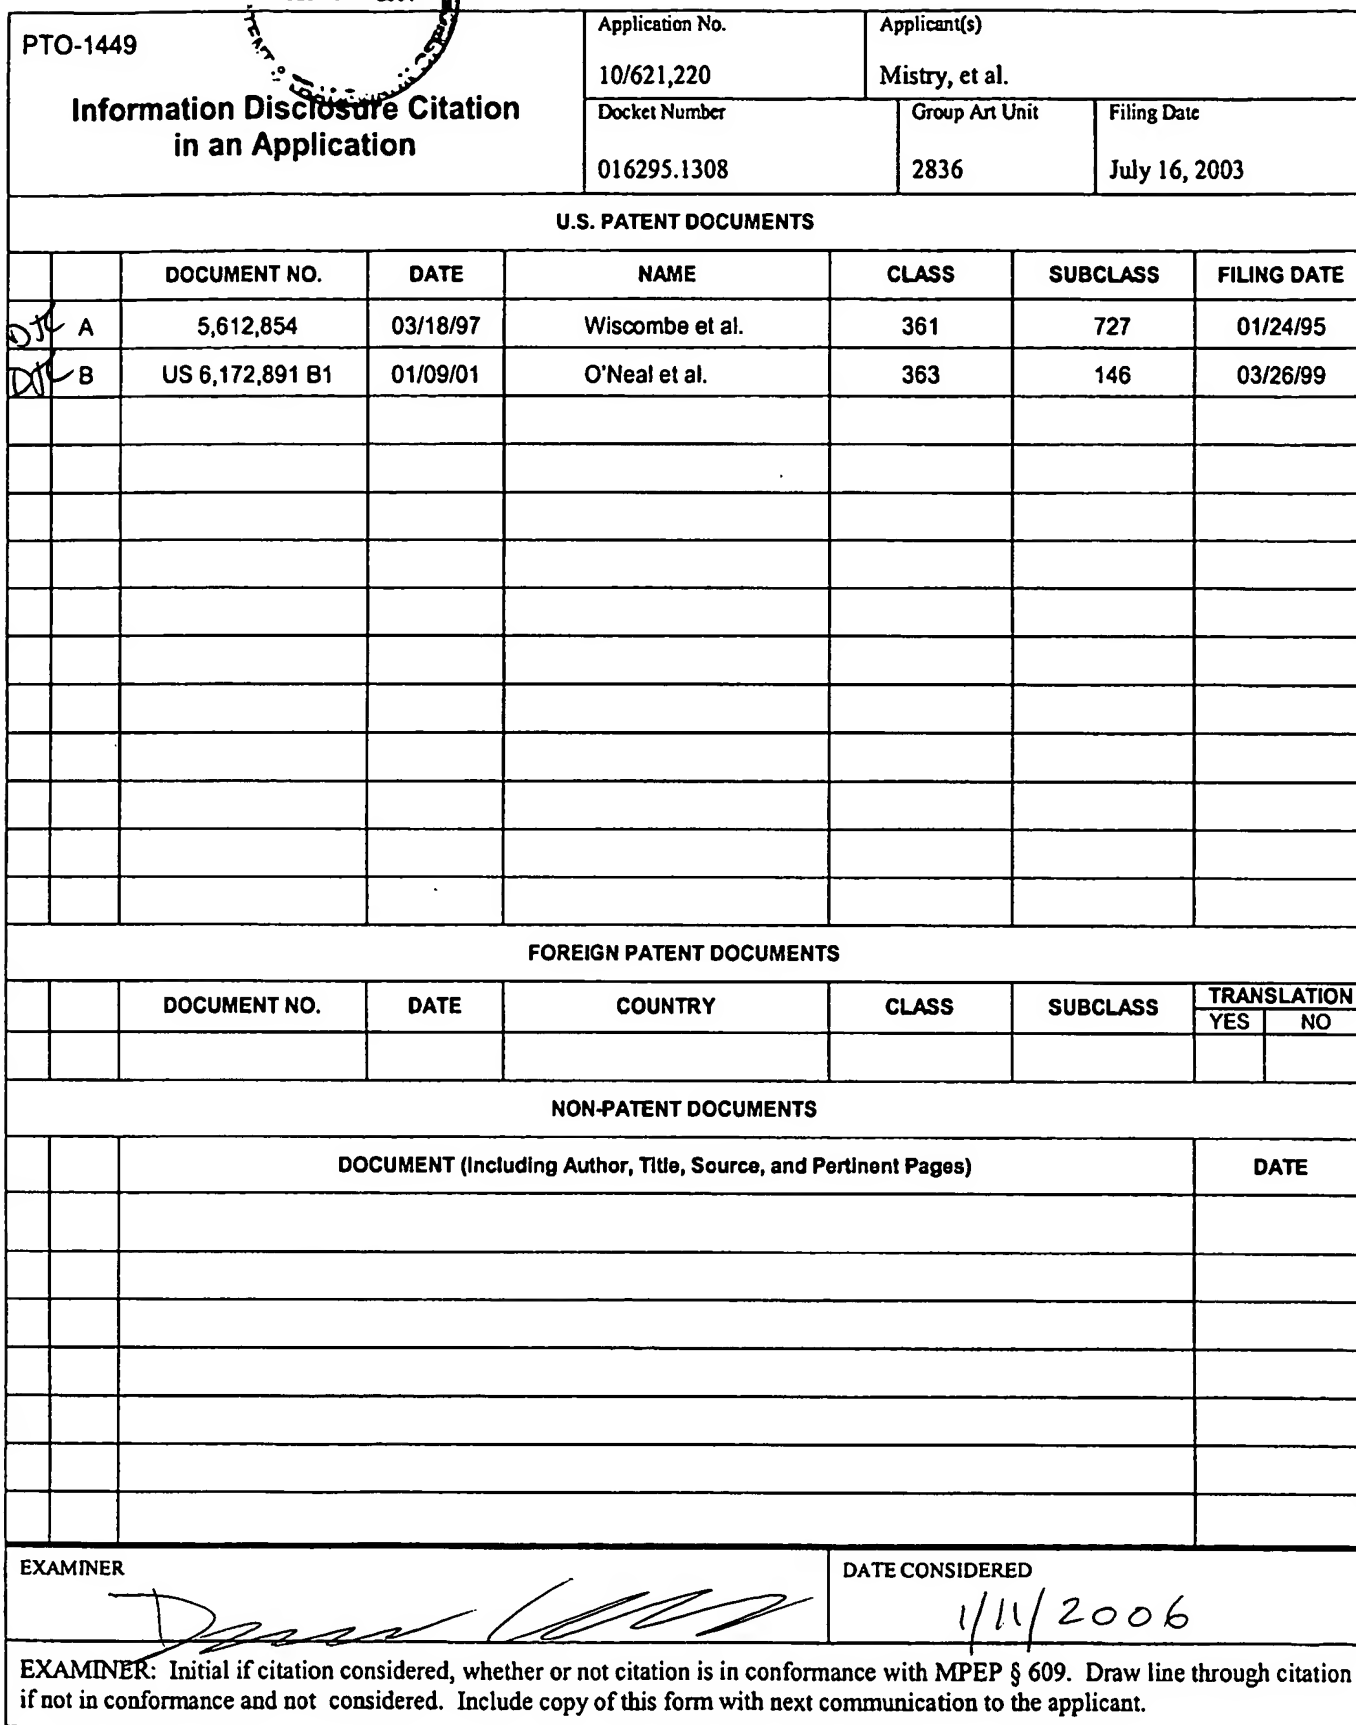 PTO-1449
Information Disclosure Citation
in an Application
Application No.
10/621,220
Applicant(s)
Mistry, et al.
Docket Number
016295.1308
Group Art Unit
2836
Filing Date
July 16, 2003
U.S. PATENT DOCUMENTS
DOCUMENT NO. DATE NAME CLASS SUBCLASS FILING DATE
A 5,612,854 03/18/97 Wiscombe et al. 361 727 01/24/95
B US 6,172,891 B1 01/09/01 O'Neal et al. 363 146 03/26/99
FOREIGN PATENT DOCUMENTS
DOCUMENT NO. DATE COUNTRY CLASS SUBCLASS TRANSLATION
YES NO
NON-PATENT DOCUMENTS
DOCUMENT (Including Author, Title, Source, and Pertinent Pages) DATE
EXAMINER
DATE CONSIDERED
1/11/2006
EXAMINER: Initial if citation considered, whether or not citation is in conformance with MPEP § 609. Draw line through citation
if not in conformance and not considered. Include copy of this form with next communication to the applicant.